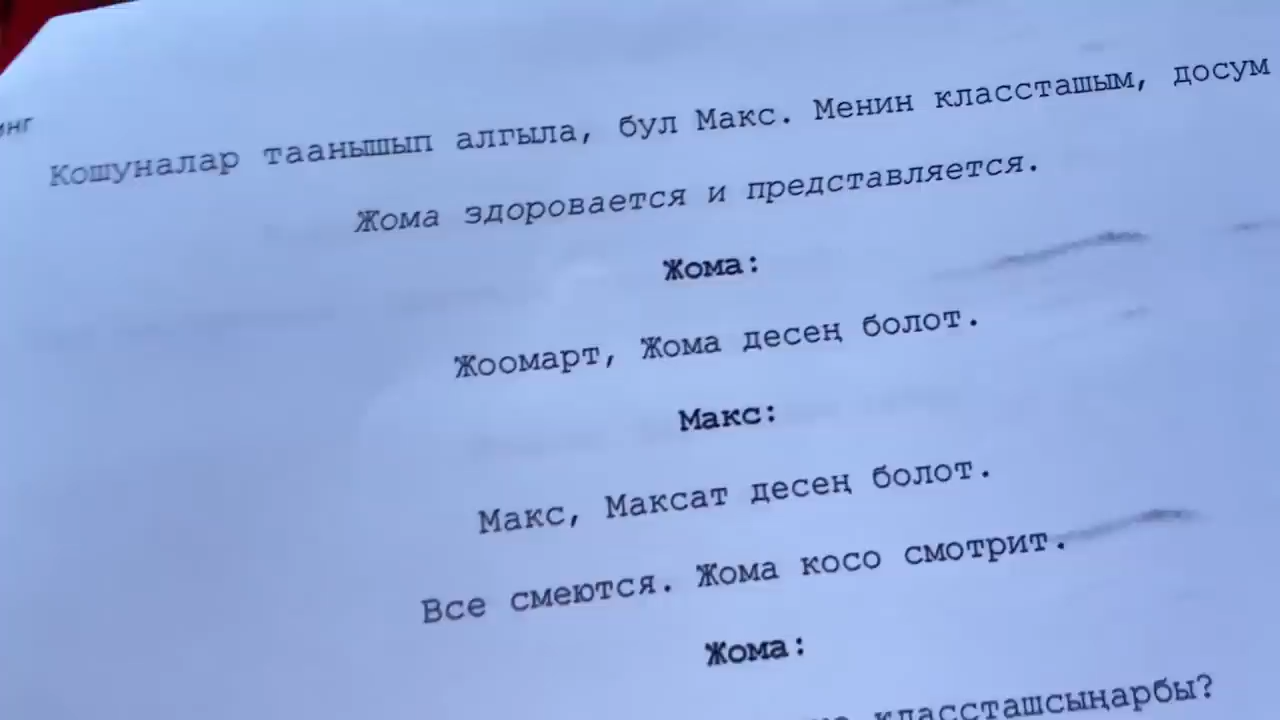 Кошуналар таанышып алгыла, бул Макс. Менин классташым, досум
Жома здоровается и представляется.
Жома:
Жоомарт, Жома десең болот.
Макс:
Макс, Максат десең болот.
Все смеются. Жома косо смотрит.
Жома:
классташсыңарбы?